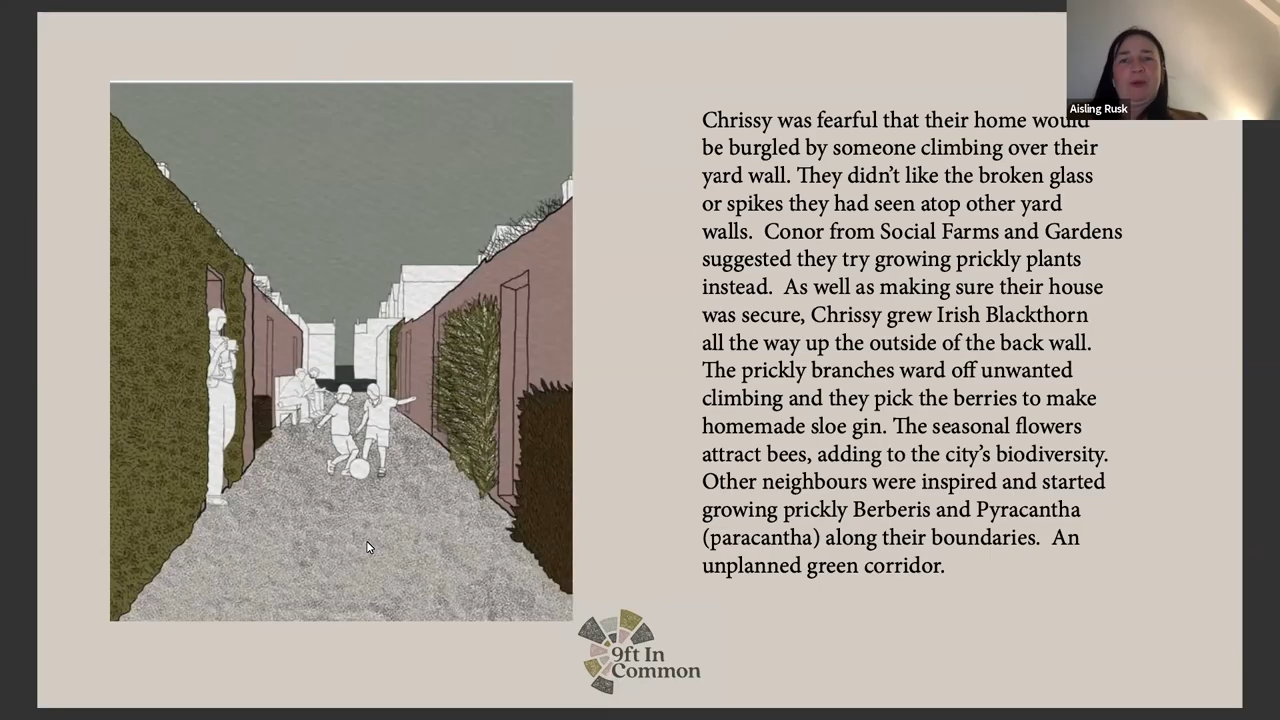 Aisling Rusk
Chrissy was fearful that their home would
be burgled by someone climbing over their
yard wall. They didn’t like the broken glass
or spikes they had seen atop other yard
walls.  Conor from Social Farms and Gardens
suggested they try growing prickly plants
instead.  As well as making sure their house
was secure, Chrissy grew Irish Blackthorn
all the way up the outside of the back wall.
The prickly branches ward off unwanted
climbing and they pick the berries to make
homemade sloe gin. The seasonal flowers
attract bees, adding to the city’s biodiversity.
Other neighbours were inspired and started
growing prickly Berberis and Pyracantha
(paracantha) along their boundaries.  An
unplanned green corridor.
9ft In
Common